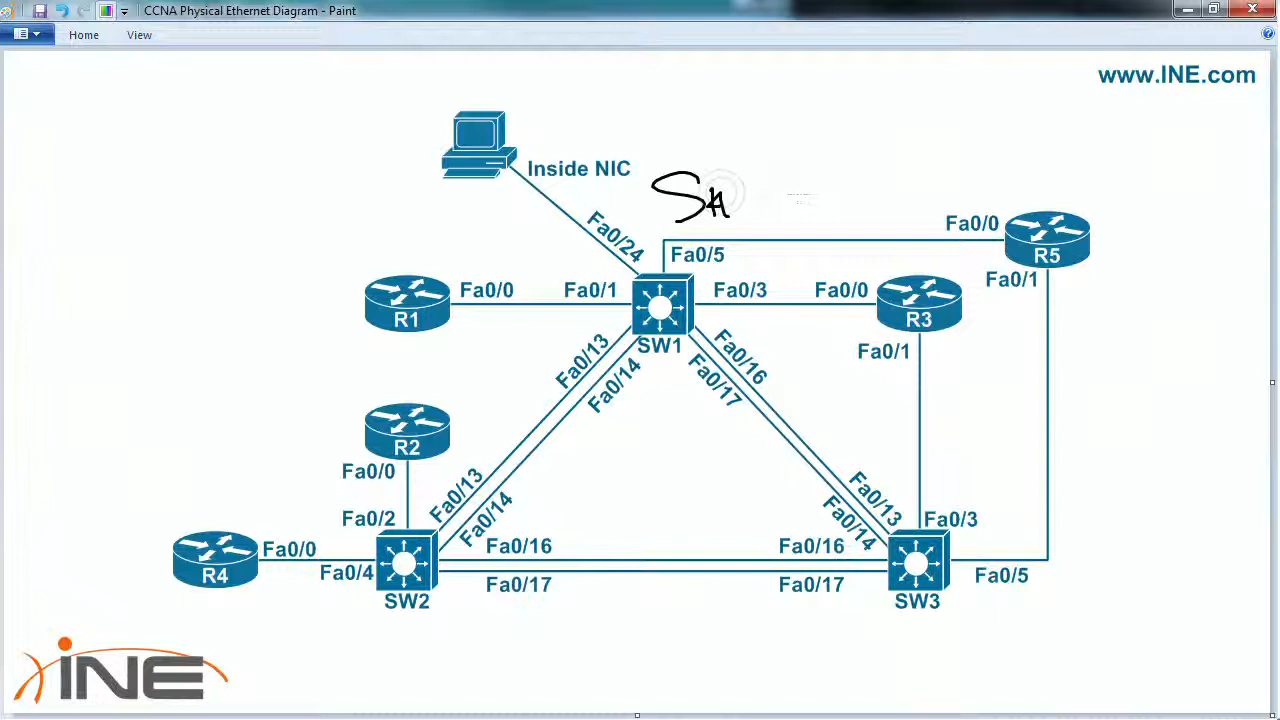 CCNA Physical Ethernet Diagram - Paint
Home View
www.INE.com
Inside NIC
Fa0/24
Fa0/5
Fa0/0
R5
Fa0/1
R1
Fa0/0
Fa0/1
SW1
Fa0/3
Fa0/0
R3
Fa0/1
Fa0/13
Fa0/14
Fa0/16
Fa0/17
R2
Fa0/0
Fa0/2
Fa0/13
Fa0/14
Fa0/13
Fa0/14
Fa0/3
R4
Fa0/0
Fa0/4
SW2
Fa0/16
Fa0/17
Fa0/16
Fa0/17
SW3
Fa0/5
INE